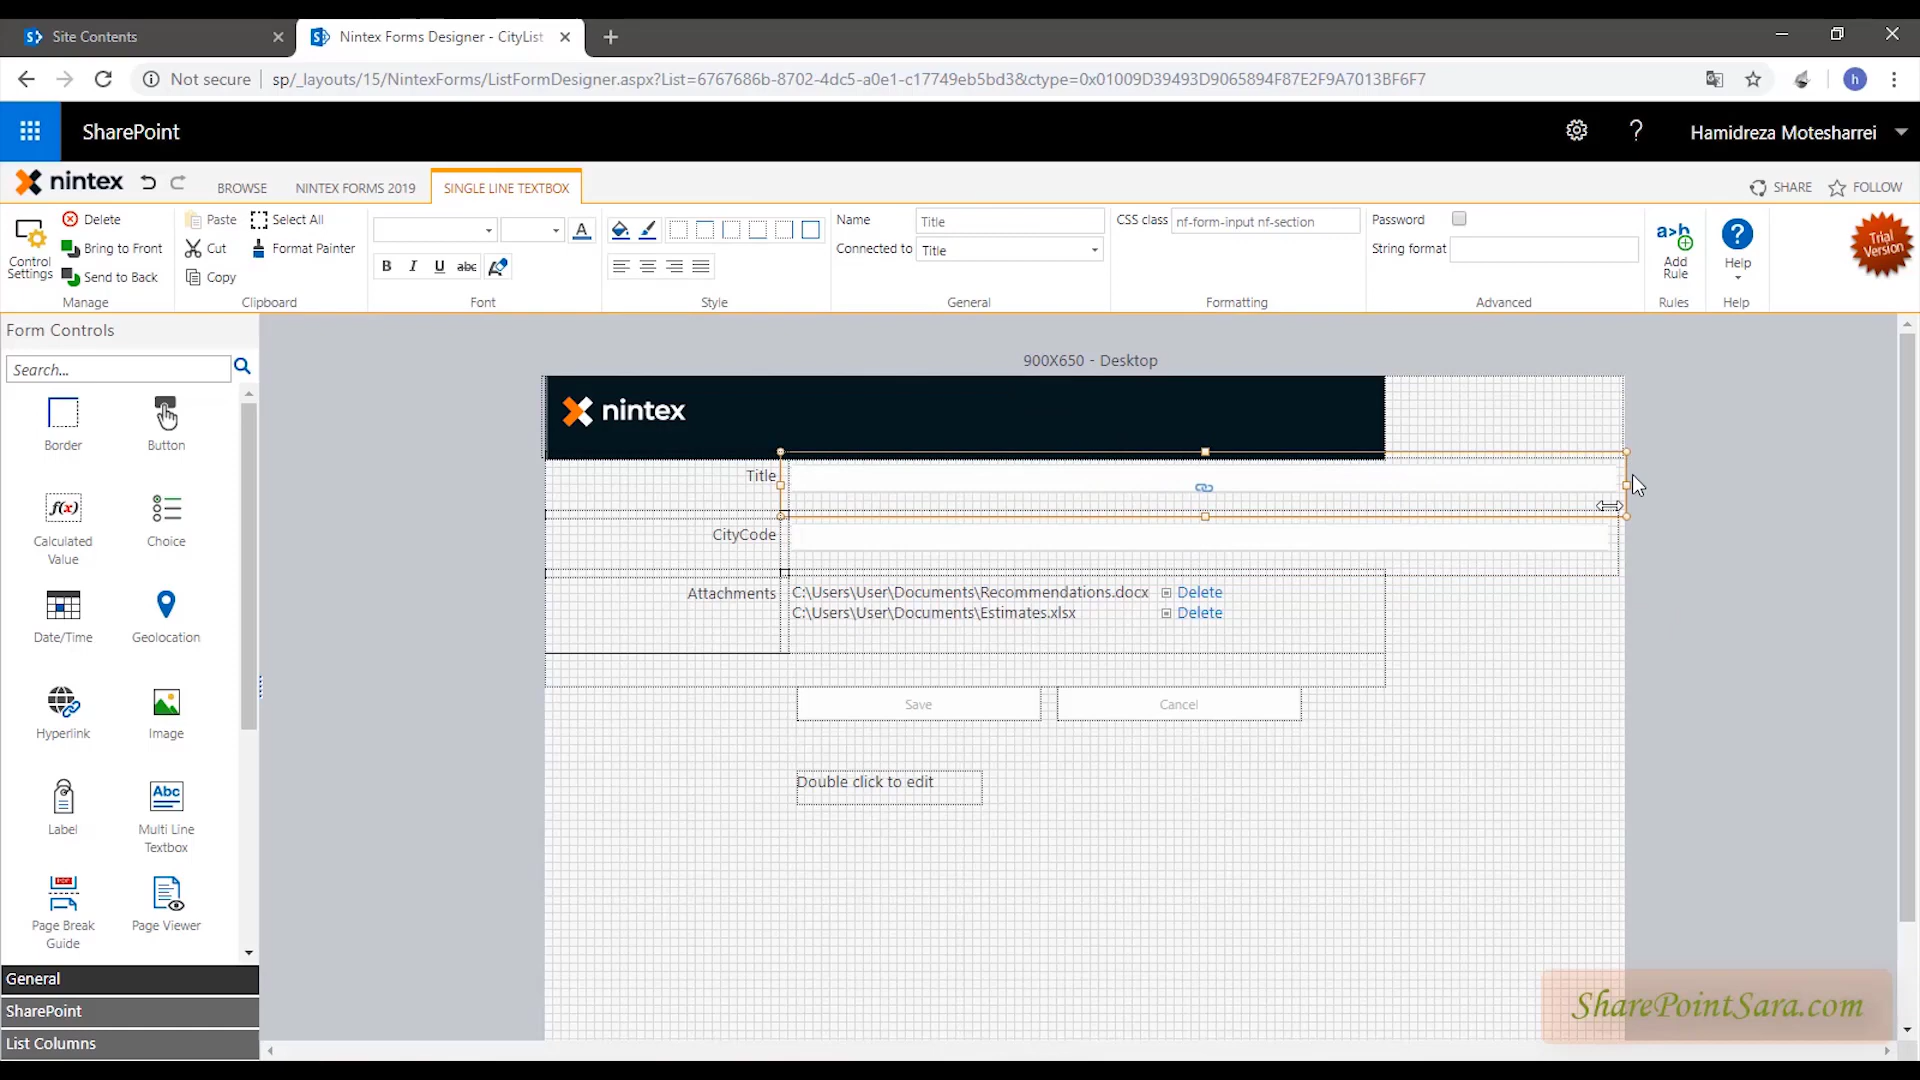 Site Contents
Nintex Forms Designer - CityList
Not secure
sp/_layouts/15/NintexForms/ListFormDesigner.aspx?List=6767686b-8702-4dc5-a0e1-c17749eb5bd3&ctype=0x01009D39493D9065894F87E2F9A7013BF6F7
h
SharePoint
Hamidreza Motesharrei
nintex
BROWSE
NINTEX FORMS 2019
SINGLE LINE TEXTBOX
SHARE
FOLLOW
Control Settings
Delete
Bring to Front
Send to Back
Manage
Paste
Cut
Copy
Select All
Format Painter
Clipboard
A
B I U abc
Font
Style
Name
Title
Connected to
Title
General
CSS class
nf-form-input nf-section
Formatting
Password
String format
Advanced
a>b
Add Rule
Rules
Help
Help
Trial Version
Form Controls
Search...
Border
Button
f(x)
Calculated Value
Choice
Date/Time
Geolocation
Hyperlink
Image
Label
Abc
Multi Line Textbox
Page Break Guide
Page Viewer
General
SharePoint
List Columns
900X650 - Desktop
nintex
Title
CityCode
Attachments
C:\Users\User\Documents\Recommendations.docx Delete
C:\Users\User\Documents\Estimates.xlsx Delete
Save
Cancel
Double click to edit
SharePointSara.com